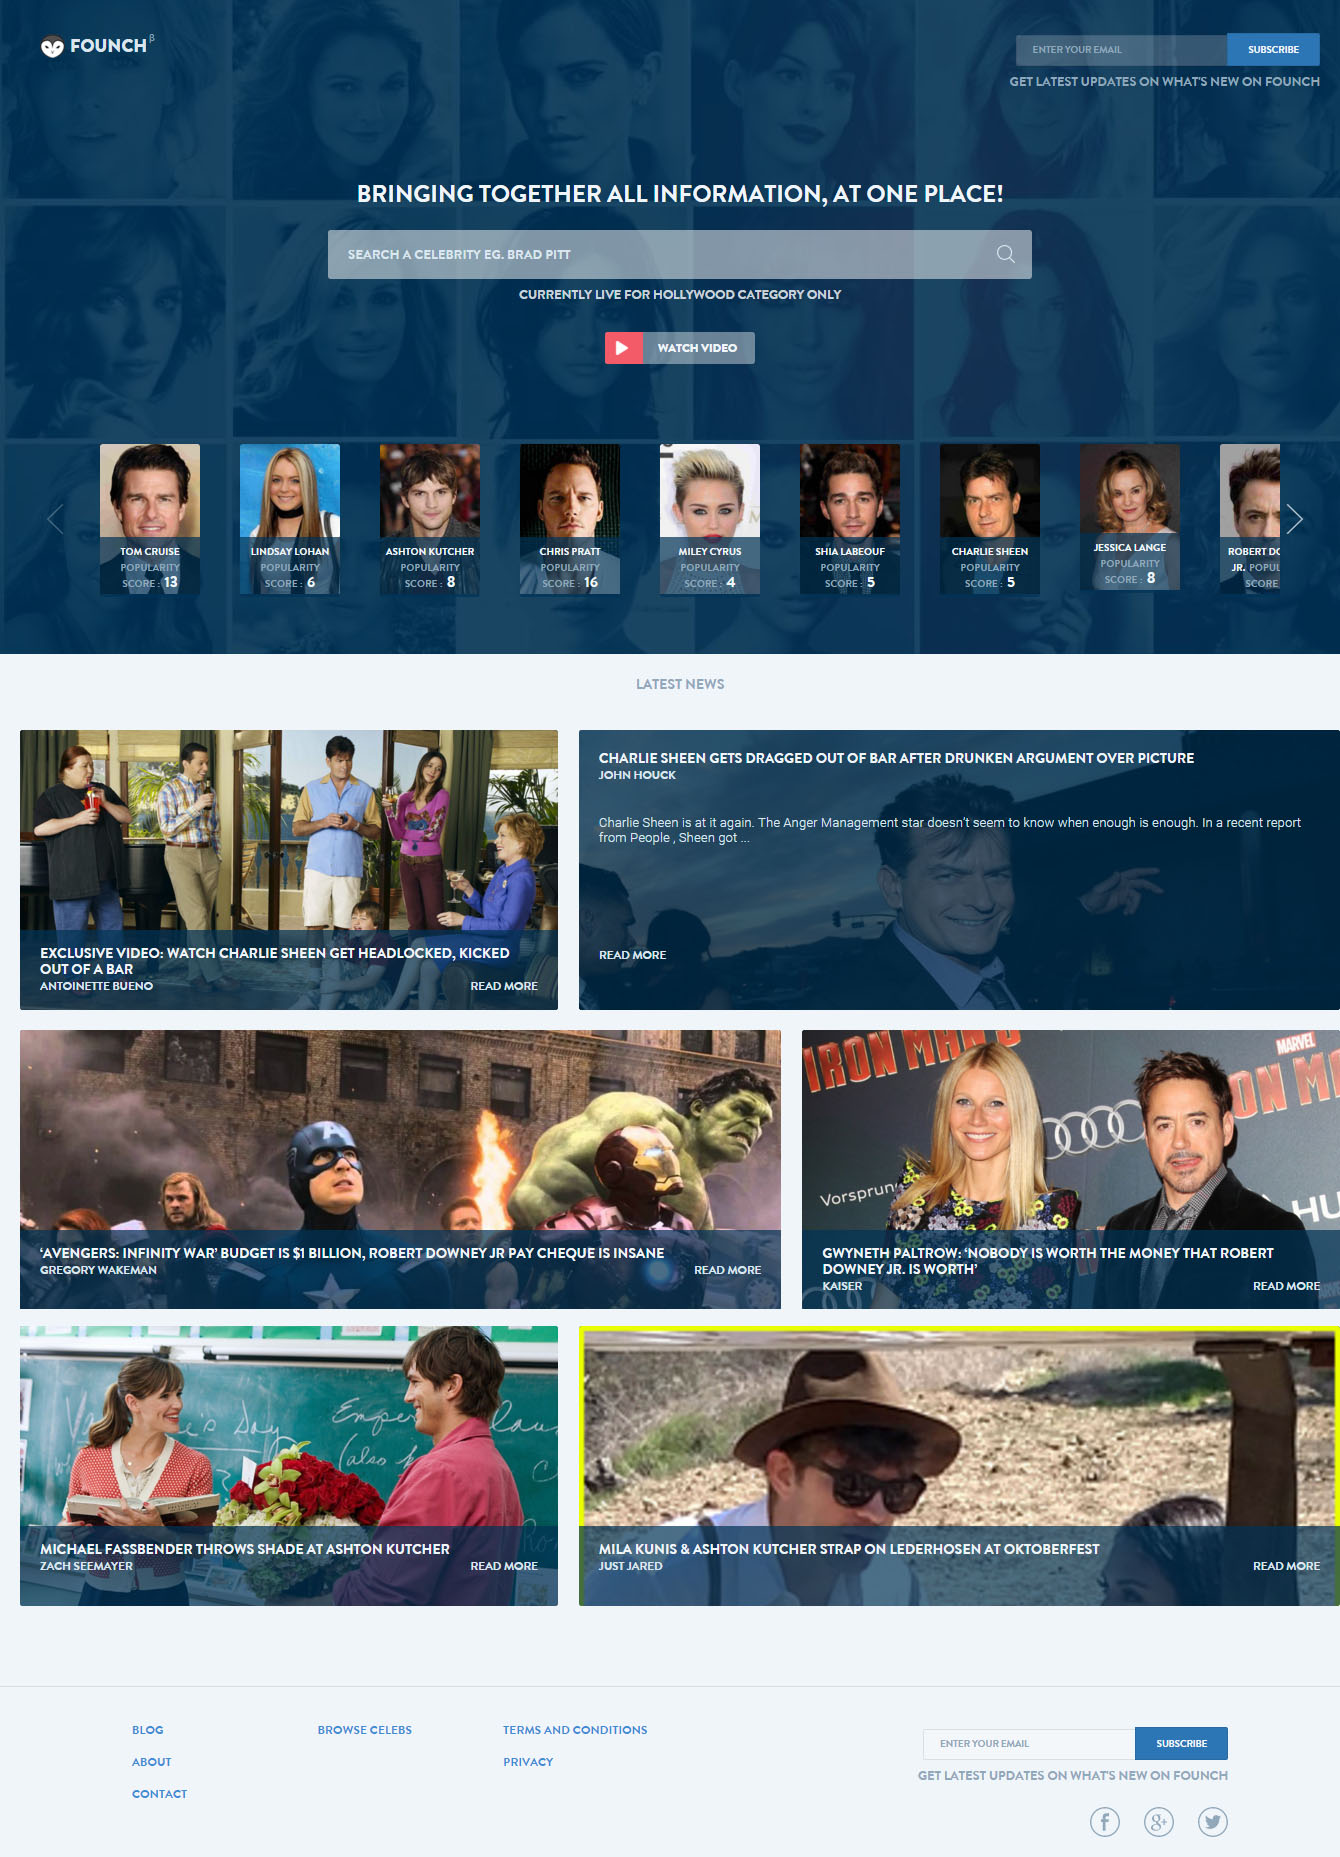 FOUNCH β
ENTER YOUR EMAIL
SUBSCRIBE
GET LATEST UPDATES ON WHAT'S NEW ON FOUNCH
BRINGING TOGETHER ALL INFORMATION, AT ONE PLACE!
SEARCH A CELEBRITY EG. BRAD PITT
CURRENTLY LIVE FOR HOLLYWOOD CATEGORY ONLY
WATCH VIDEO
TOM CRUISE
POPULARITY
SCORE : 13
LINDSAY LOHAN
POPULARITY
SCORE : 6
ASHTON KUTCHER
POPULARITY
SCORE : 8
CHRIS PRATT
POPULARITY
SCORE : 16
MILEY CYRUS
POPULARITY
SCORE : 4
SHIA LABEOUF
POPULARITY
SCORE : 5
CHARLIE SHEEN
POPULARITY
SCORE : 5
JESSICA LANGE
POPULARITY
SCORE : 8
ROBERT DO
JR. POPUL
SCORE
LATEST NEWS
EXCLUSIVE VIDEO: WATCH CHARLIE SHEEN GET HEADLOCKED, KICKED
OUT OF A BAR
ANTOINETTE BUENO
READ MORE
CHARLIE SHEEN GETS DRAGGED OUT OF BAR AFTER DRUNKEN ARGUMENT OVER PICTURE
JOHN HOUCK
Charlie Sheen is at it again. The Anger Management star doesn't seem to know when enough is enough. In a recent report
from People , Sheen got ...
READ MORE
'AVENGERS: INFINITY WAR' BUDGET IS $1 BILLION, ROBERT DOWNEY JR PAY CHEQUE IS INSANE
GREGORY WAKEMAN
READ MORE
IRON MAN 3
MARVEL
ON M
Vorsprung
HU
GWYNETH PALTROW: 'NOBODY IS WORTH THE MONEY THAT ROBERT
DOWNEY JR. IS WORTH'
KAISER
READ MORE
MICHAEL FASSBENDER THROWS SHADE AT ASHTON KUTCHER
ZACH SEEMAYER
READ MORE
MILA KUNIS & ASHTON KUTCHER STRAP ON LEDERHOSEN AT OKTOBERFEST
JUST JARED
READ MORE
BLOG
BROWSE CELEBS
TERMS AND CONDITIONS
ABOUT
PRIVACY
CONTACT
ENTER YOUR EMAIL
SUBSCRIBE
GET LATEST UPDATES ON WHAT'S NEW ON FOUNCH